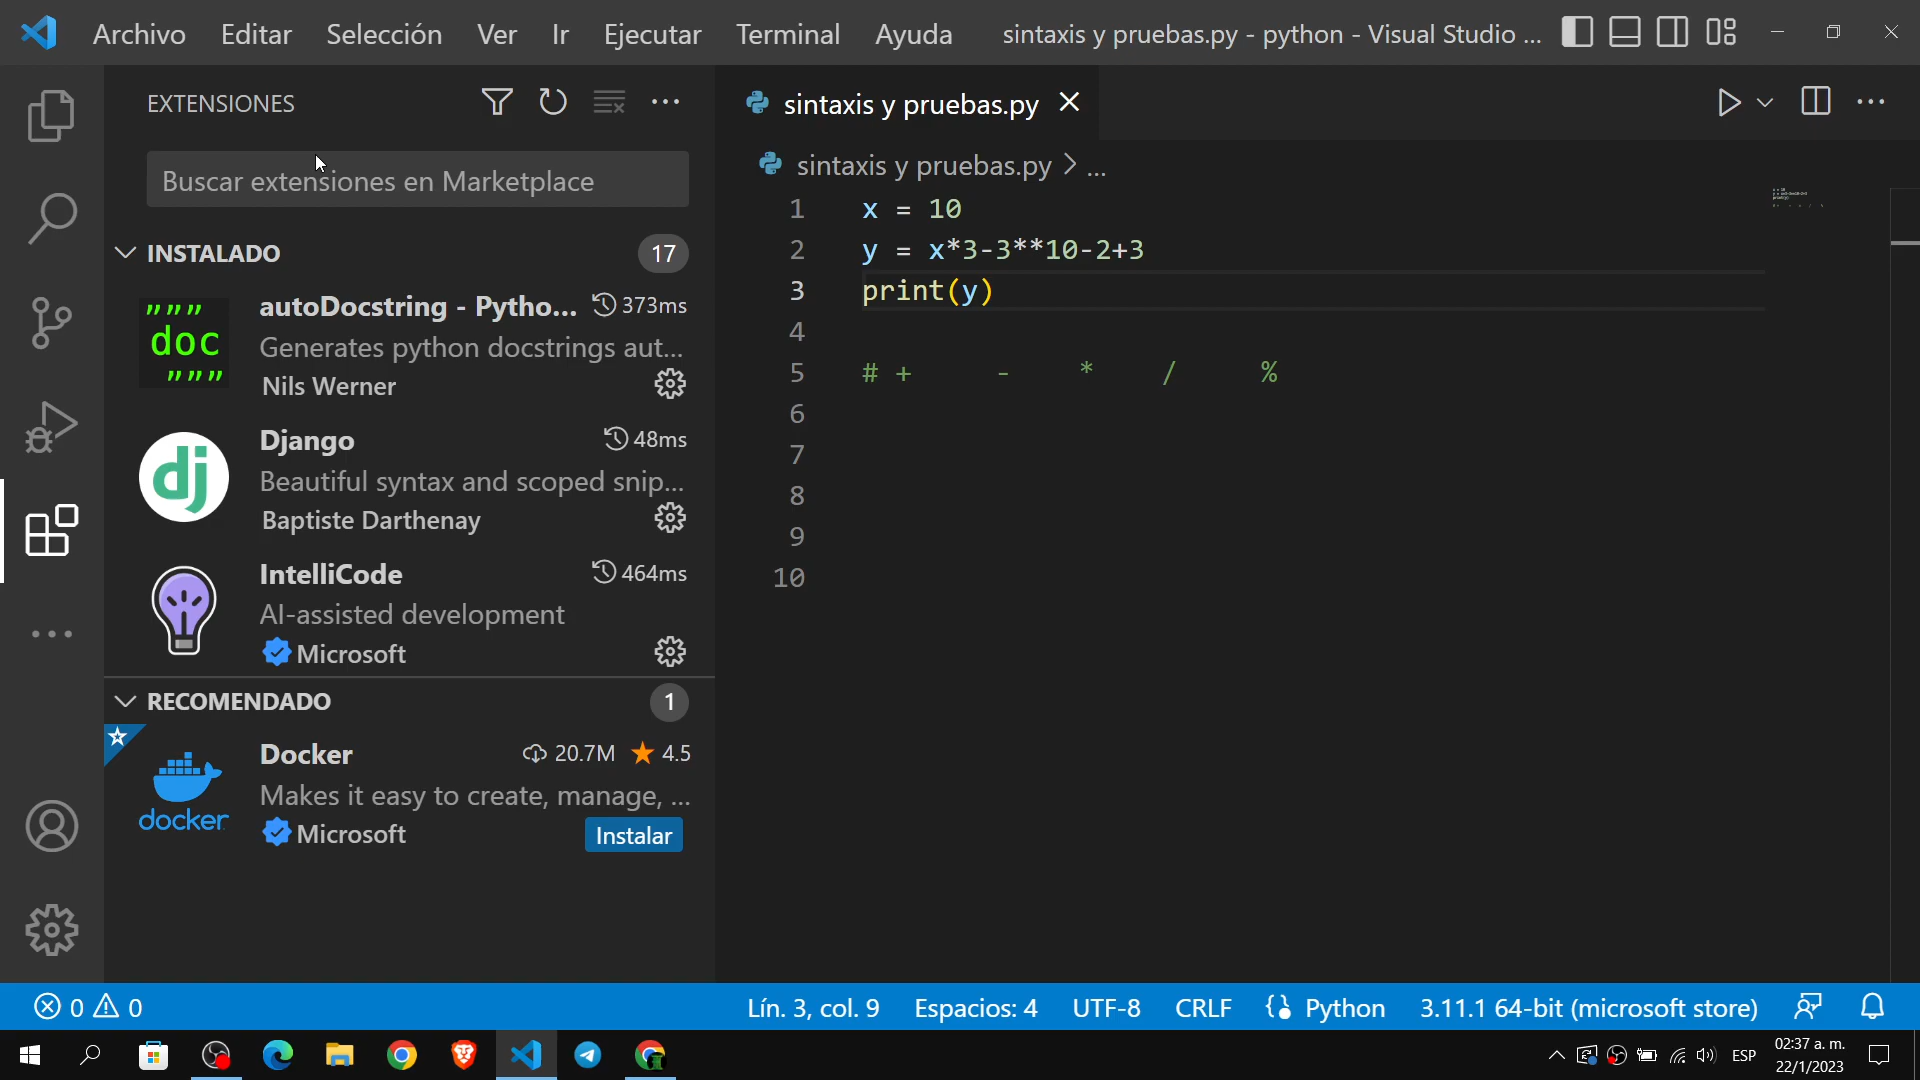 Archivo Editar Selección Ver Ir Ejecutar Terminal Ayuda sintaxis y pruebas.py - python - Visual Studio ...
EXTENSIONES
Buscar extensiones en Marketplace
INSTALADO 17
""" doc """
autoDocstring - Pytho... 373ms
Generates python docstrings aut...
Nils Werner
dj
Django 48ms
Beautiful syntax and scoped snip...
Baptiste Darthenay
IntelliCode 464ms
AI-assisted development
Microsoft
RECOMENDADO 1
docker
Docker 20.7M 4.5
Makes it easy to create, manage, ...
Microsoft Instalar
sintaxis y pruebas.py
sintaxis y pruebas.py > ...
1 x = 10
2 y = x*3-3**10-2+3
3 print(y)
4
5 # + - * / %
6
7
8
9
10
0 0 Lín. 3, col. 9 Espacios: 4 UTF-8 CRLF Python 3.11.1 64-bit (microsoft store)
ESP 02:37 a. m.
22/1/2023